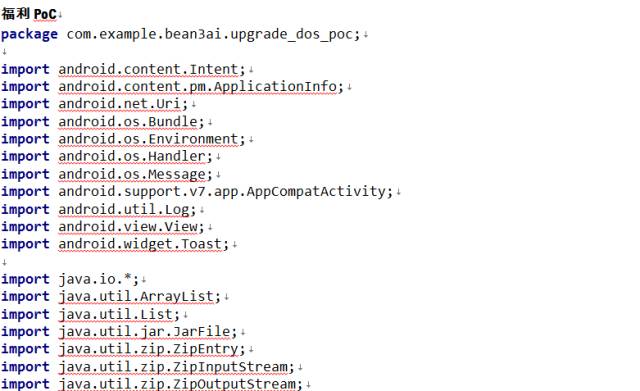 福利 PoC
package com.example.bean3ai.upgrade_dos_poc;
import android.content.Intent;
import android.content.pm.ApplicationInfo;
import android.net.Uri;
import android.os.Bundle;
import android.os.Environment;
import android.os.Handler;
import android.os.Message;
import android.support.v7.app.AppCompatActivity;
import android.util.Log;
import android.view.View;
import android.widget.Toast;
import java.io.*;
import java.util.ArrayList;
import java.util.List;
import java.util.jar.JarFile;
import java.util.zip.ZipEntry;
import java.util.zip.ZipInputStream;
import java.util.zip.ZipOutputStream;